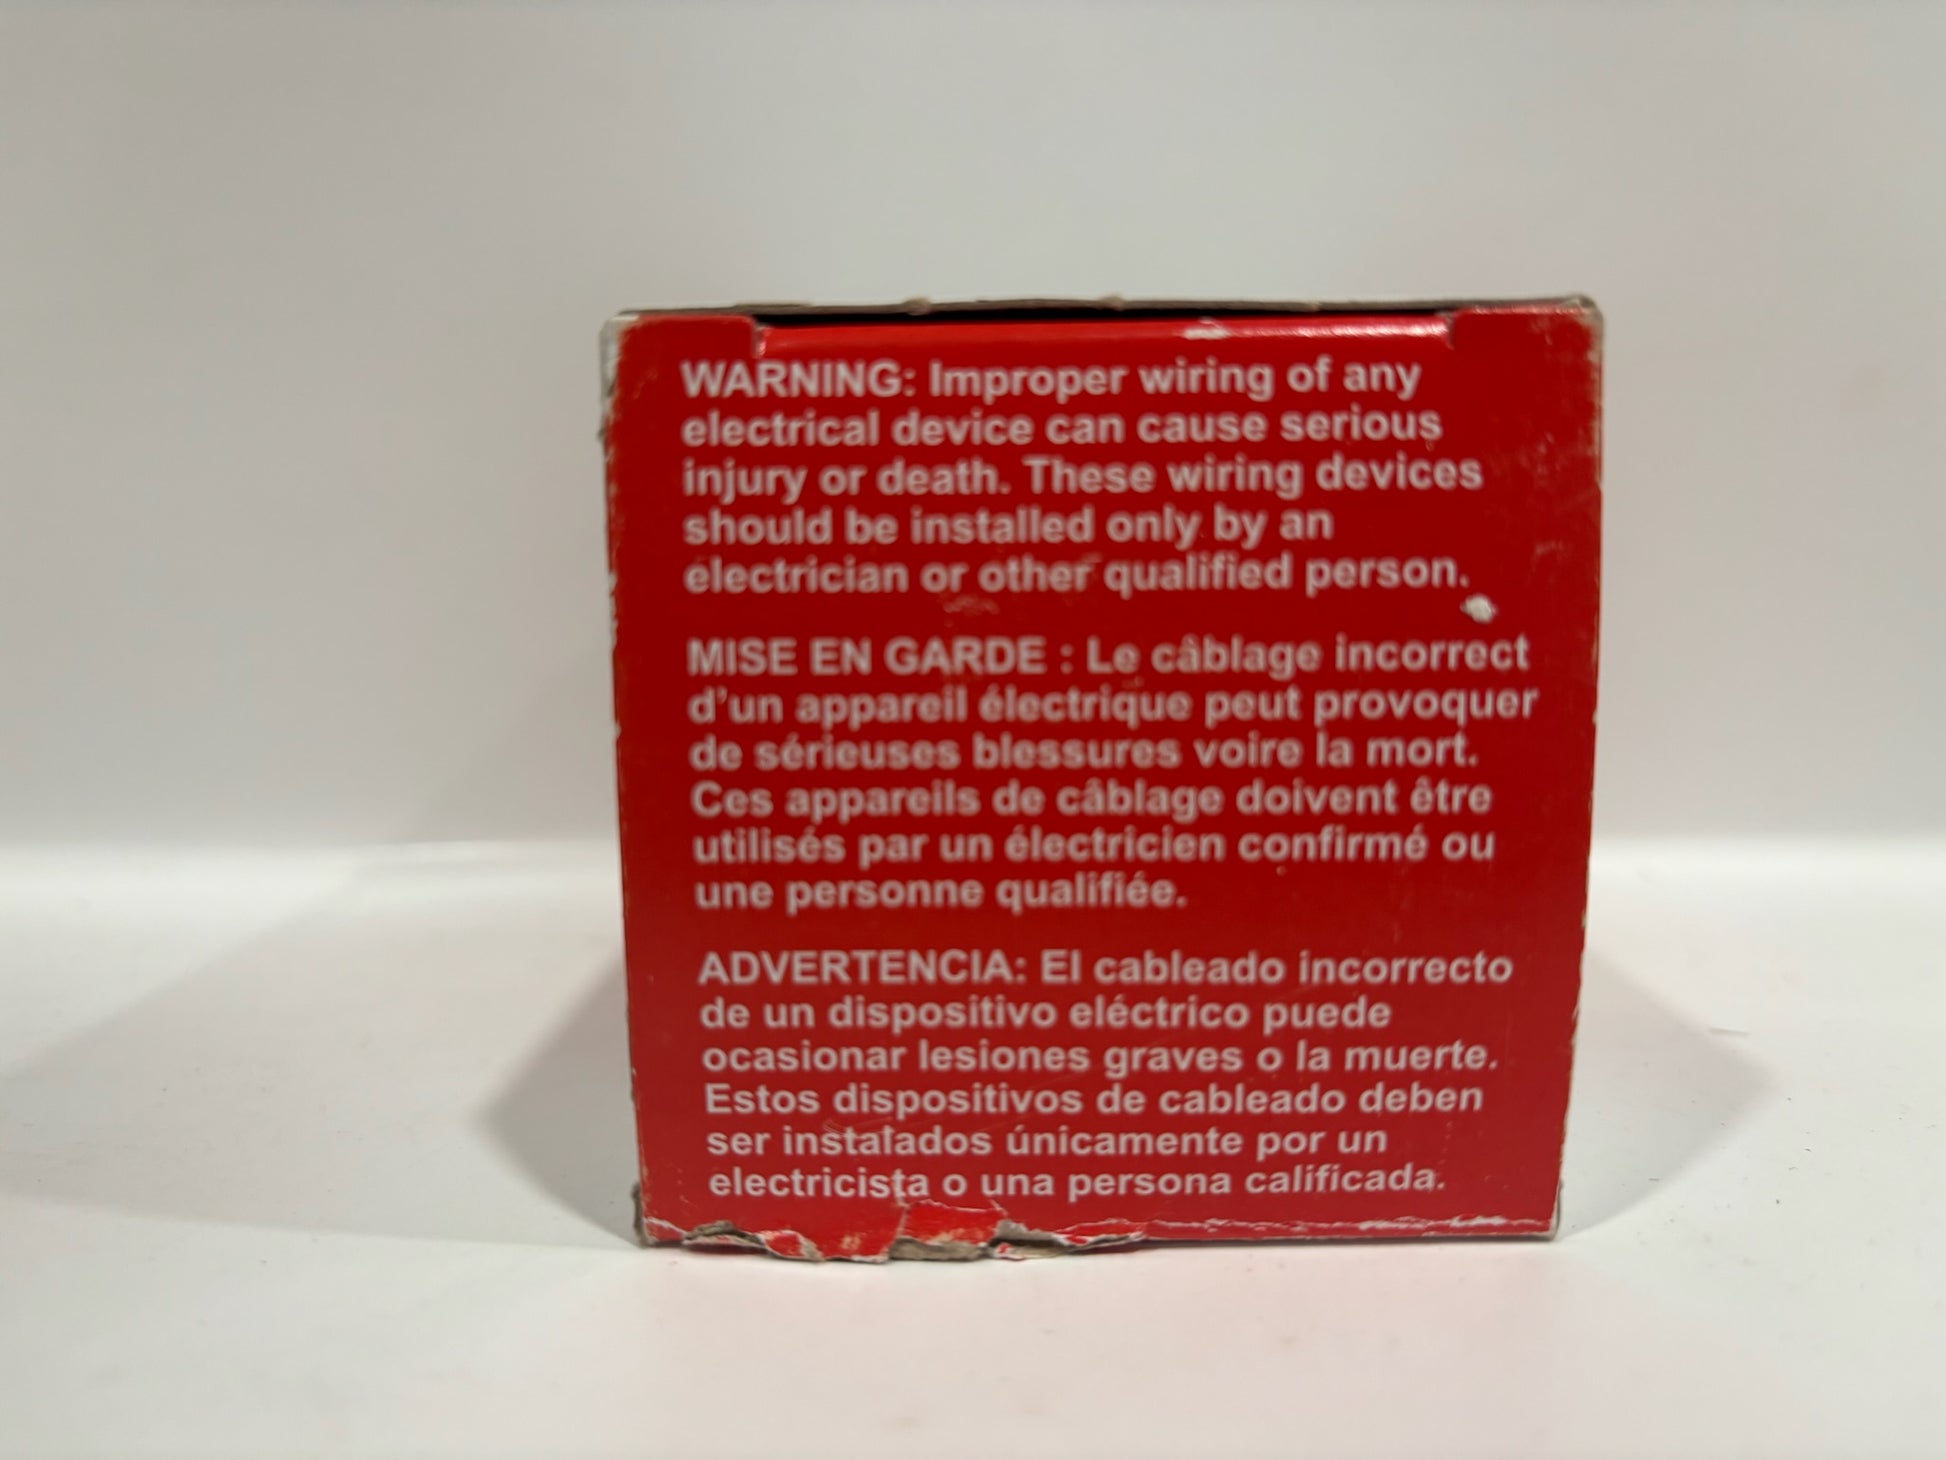 WARNING: Improper wiring of any
electrical device can cause serious
injury or death. These wiring devices
should be installed only by an
electrician or other qualified person.
MISE EN GARDE : Le câblage incorrect
d’un appareil électrique peut provoquer
de sérieuses blessures voire la mort.
Ces appareils de câblage doivent être
utilisés par un électricien confirmé ou
une personne qualifiée.
ADVERTENCIA: El cableado incorrecto
de un dispositivo eléctrico puede
ocasionar lesiones graves o la muerte.
Estos dispositivos de cableado deben
ser instalados únicamente por un
electricista o una persona calificada.